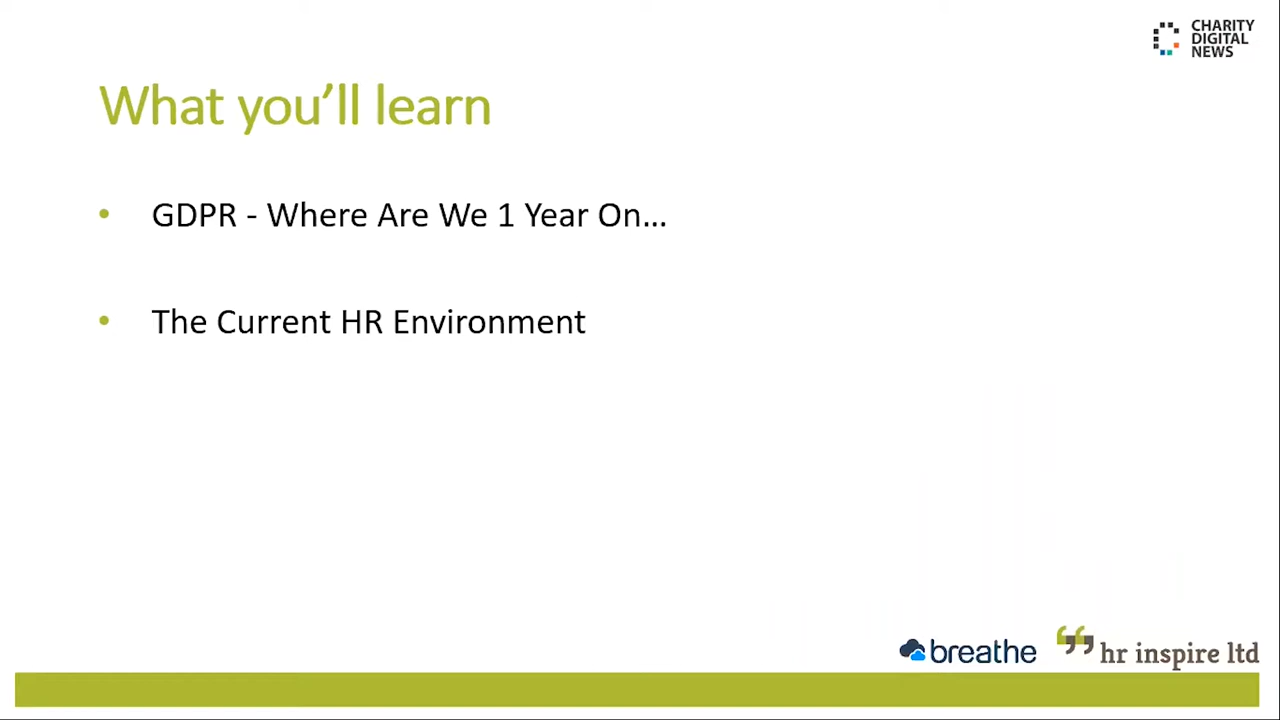 CHARITY
DIGITAL
NEWS
What you’ll learn
• GDPR - Where Are We 1 Year On...
• The Current HR Environment
breathe
hr inspire ltd